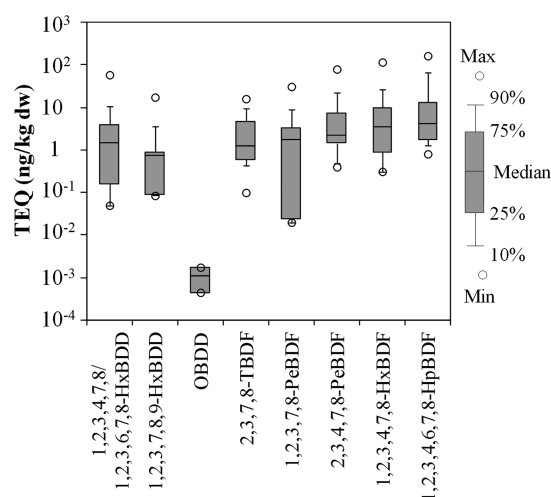 TEQ (ng/kg dw)
10³
10²
10
1
10⁻¹
10⁻²
10⁻³
10⁻⁴
1,2,3,4,7,8/
1,2,3,6,7,8-HxBDD
1,2,3,7,8,9-HxBDD
OBDD
2,3,7,8-TBDF
1,2,3,7,8-PeBDF
2,3,4,7,8-PeBDF
1,2,3,4,7,8-HxBDF
1,2,3,4,6,7,8-HpBDF
Max
90%
75%
Median
25%
10%
Min